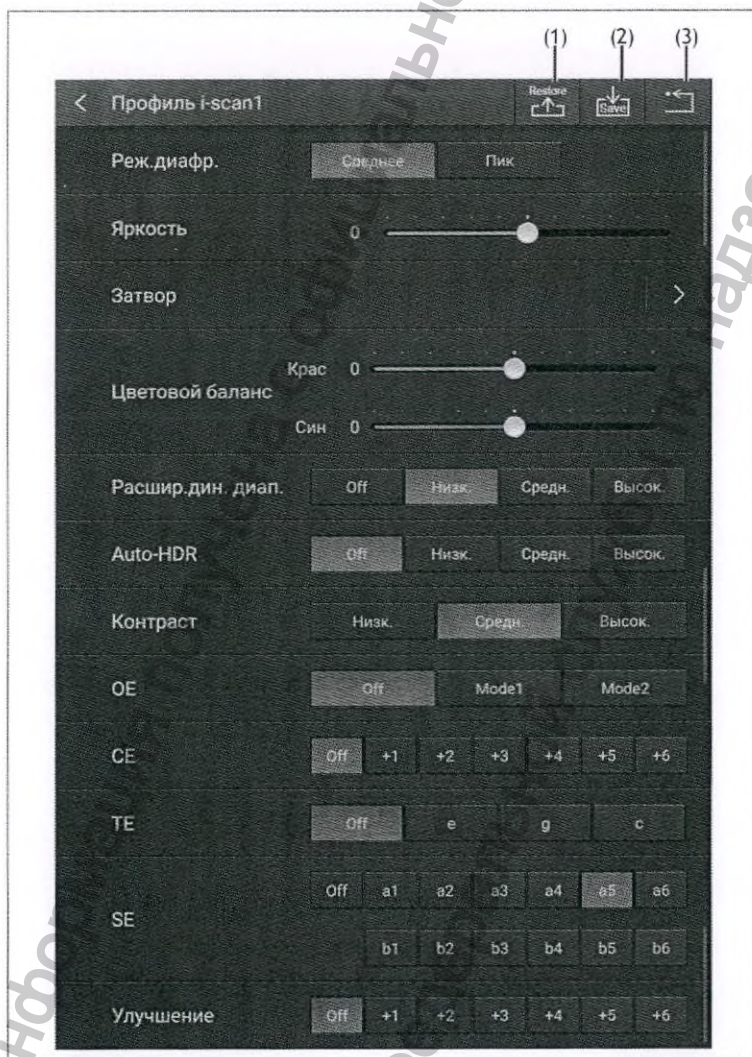 (1) (2) (3)
< Профиль i-scan1 Restore Save
Реж.диафр. Среднее Пик
Яркость 0
Затвор >
Цветовой баланс
Крас 0
Син 0
Расшир.дин. диап. Off Низк. Средн. Высок.
Auto-HDR Off Низк. Средн. Высок.
Контраст Низк. Средн. Высок.
OE Off Mode1 Mode2
CE Off +1 +2 +3 +4 +5 +6
TE Off e g c
SE
Off a1 a2 a3 a4 a5 a6
b1 b2 b3 b4 b5 b6
Улучшение Off +1 +2 +3 +4 +5 +6